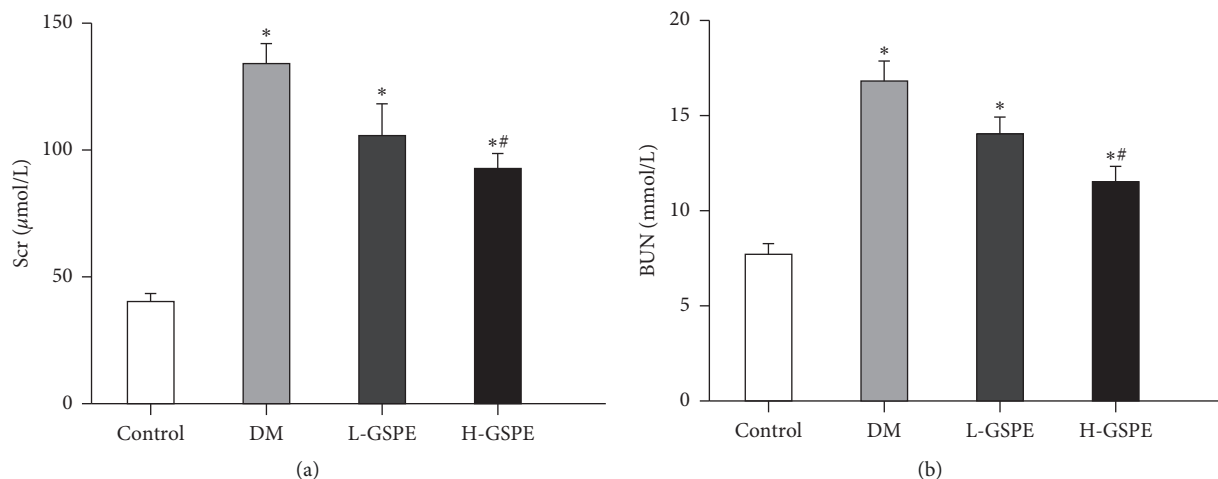 150
100
50
0
Scr (μmol/L)
*
*
*#
Control
DM
L-GSPE
H-GSPE
(a)
20
15
10
5
0
BUN (mmol/L)
*
*
*#
Control
DM
L-GSPE
H-GSPE
(b)